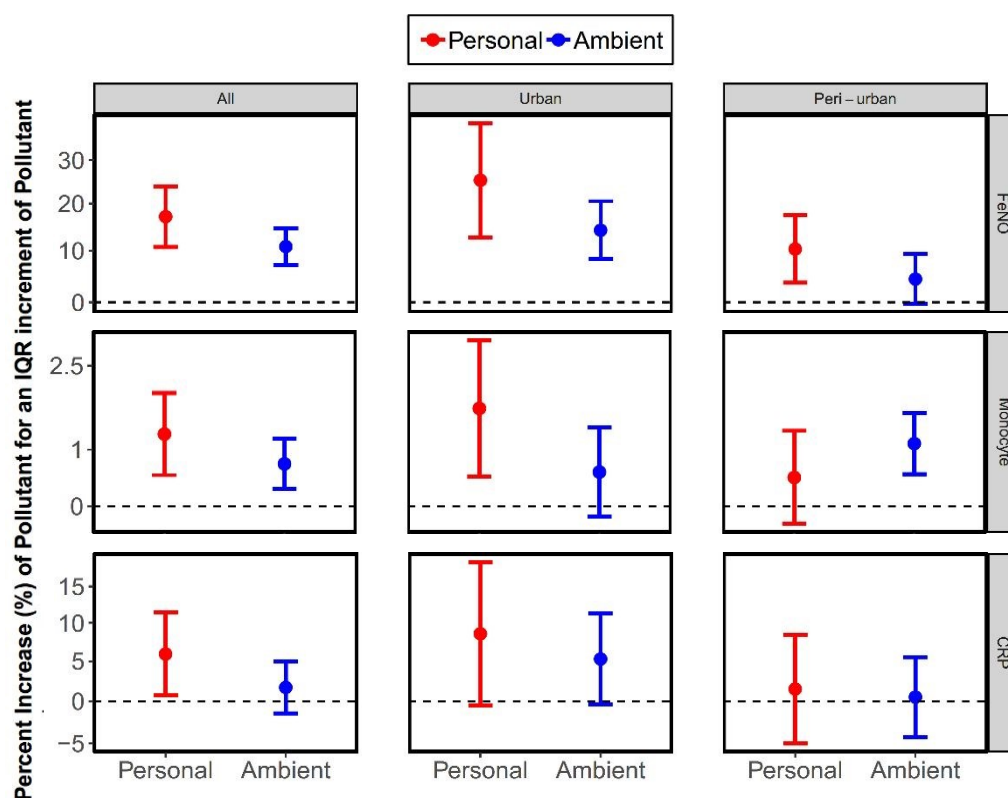 Personal Ambient
All Urban Peri – urban
Percent Increase (%) of Pollutant for an IQR increment of Pollutant
30
20
10
0
FeNO
2.5
1
0
Monocyte
15
10
5
0
−5
CRP
Personal Ambient Personal Ambient Personal Ambient